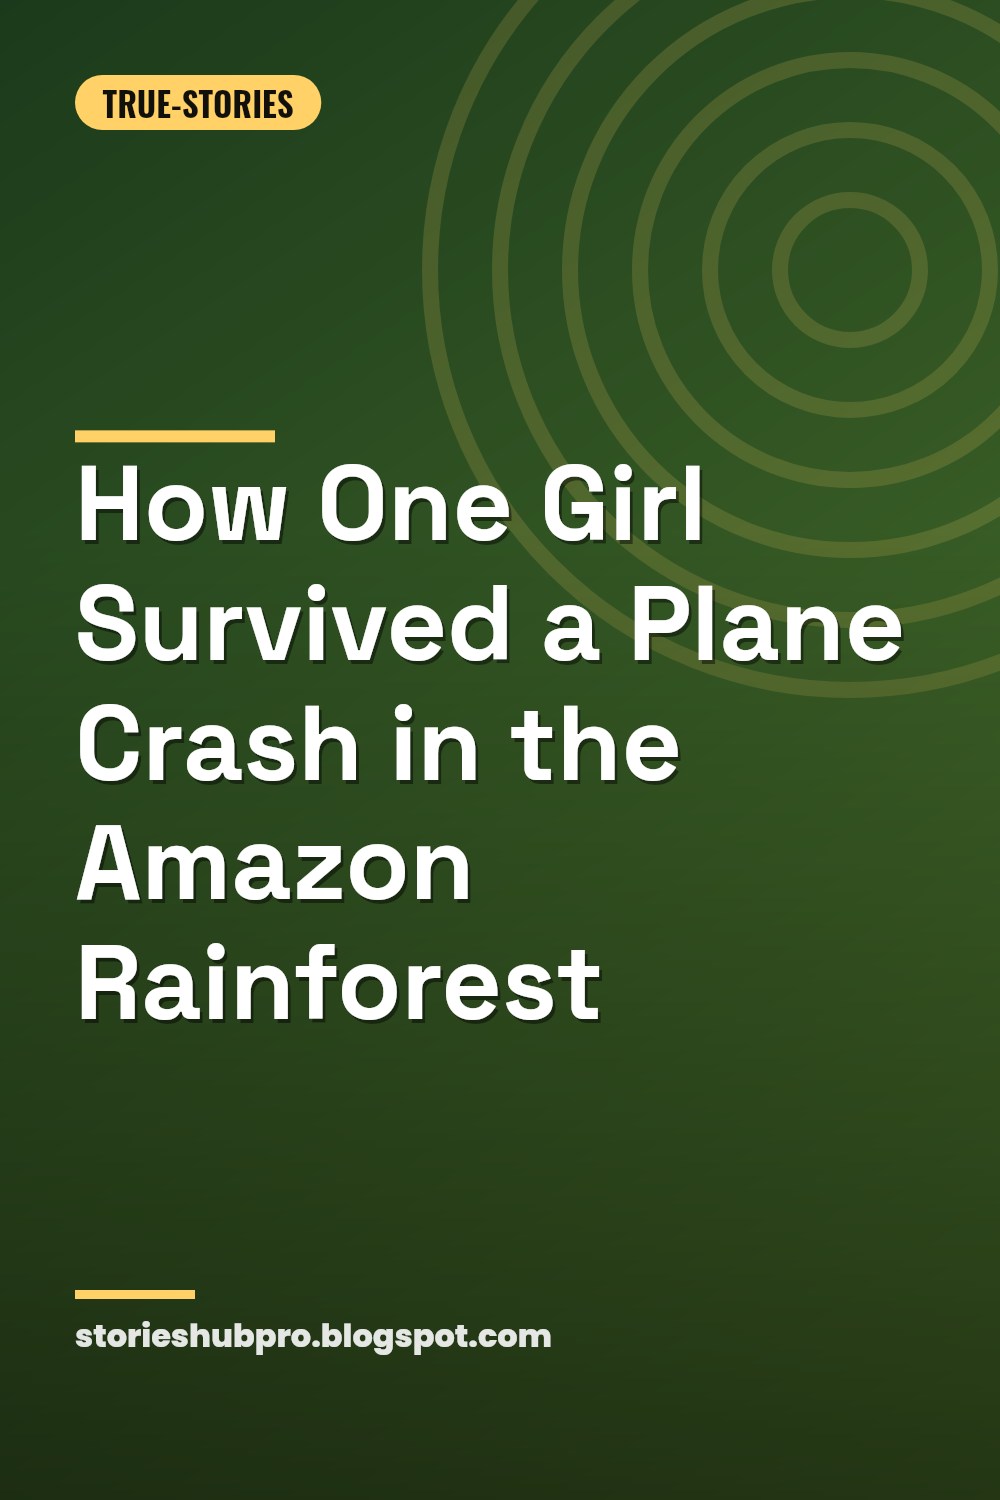 TRUE-STORIES
How One Girl
Survived a Plane
Crash in the
Amazon
Rainforest
storieshubpro.blogspot.com